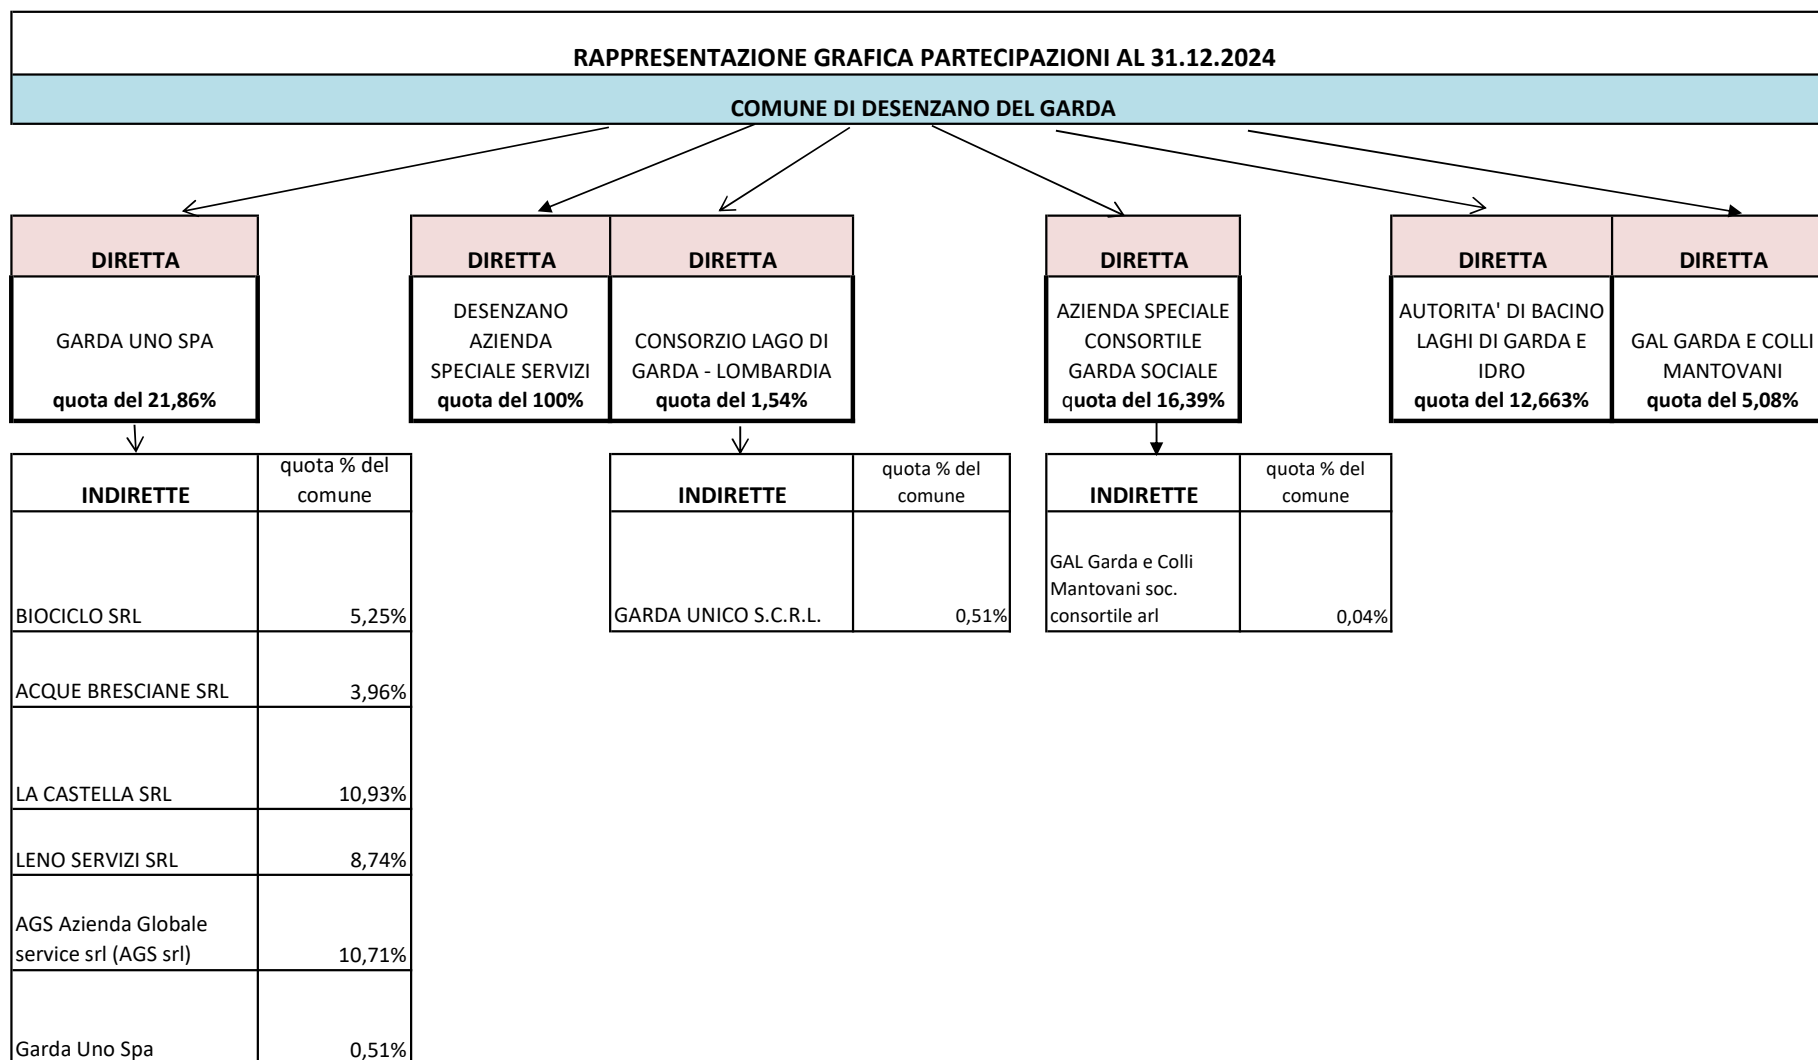 RAPPRESENTAZIONE GRAFICA PARTECIPAZIONI AL 31.12.2024
COMUNE DI DESENZANO DEL GARDA
DIRETTA
GARDA UNO SPA
quota del 21,86%
DIRETTA
DESENZANO
AZIENDA
SPECIALE SERVIZI
quota del 100%
DIRETTA
CONSORZIO LAGO DI
GARDA - LOMBARDIA
quota del 1,54%
DIRETTA
AZIENDA SPECIALE
CONSORTILE
GARDA SOCIALE
quota del 16,39%
DIRETTA
AUTORITA' DI BACINO
LAGHI DI GARDA E
IDRO
quota del 12,663%
DIRETTA
GAL GARDA E COLLI
MANTOVANI
quota del 5,08%
INDIRETTE
quota % del
comune
BIOCICLO SRL 5,25%
ACQUE BRESCIANE SRL 3,96%
LA CASTELLA SRL 10,93%
LENO SERVIZI SRL 8,74%
AGS Azienda Globale
service srl (AGS srl) 10,71%
Garda Uno Spa 0,51%
INDIRETTE
quota % del
comune
GARDA UNICO S.C.R.L. 0,51%
INDIRETTE
quota % del
comune
GAL Garda e Colli
Mantovani soc.
consortile arl 0,04%